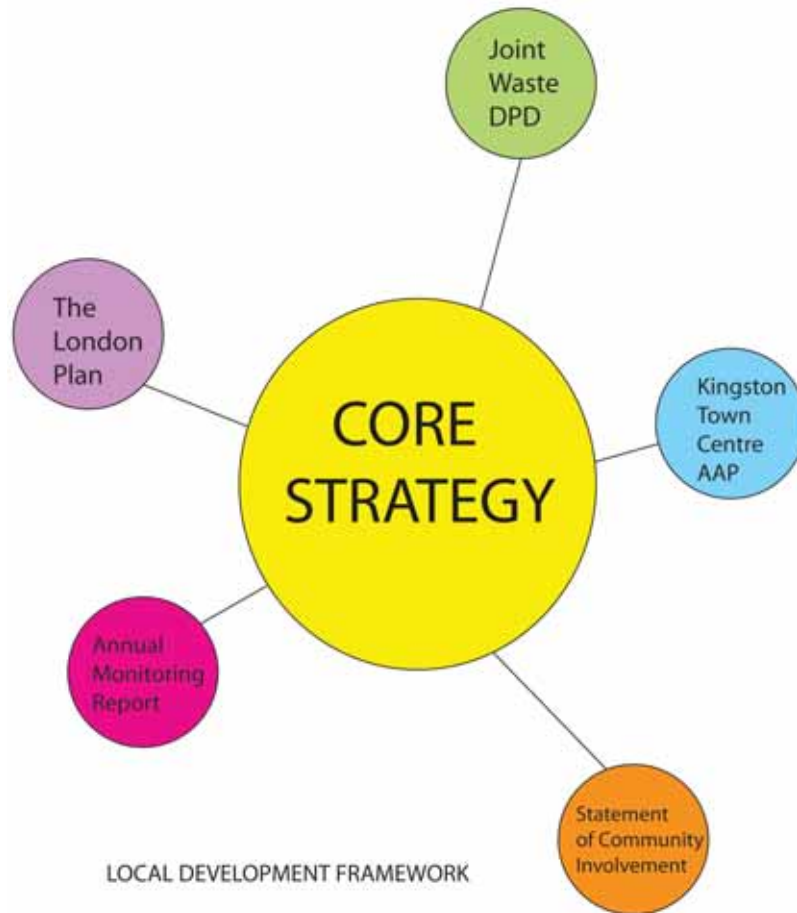 Joint
Waste
DPD
The
London
Plan
Kingston
Town
Centre
AAP
CORE
STRATEGY
Annual
Monitoring
Report
Statement
of Community
Involvement
LOCAL DEVELOPMENT FRAMEWORK